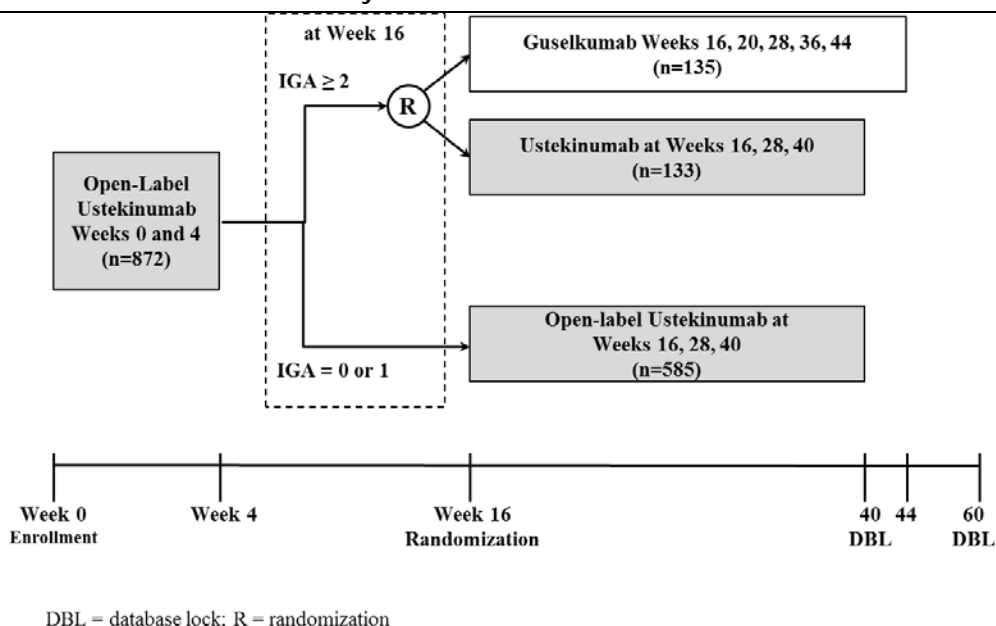 at Week 16
IGA ≥ 2
R
Guselkumab Weeks 16, 20, 28, 36, 44
(n=135)
Ustekinumab at Weeks 16, 28, 40
(n=133)
Open-Label
Ustekinumab
Weeks 0 and 4
(n=872)
Open-label Ustekinumab at
Weeks 16, 28, 40
(n=585)
IGA = 0 or 1
Week 0
Enrollment
Week 4
Week 16
Randomization
40
DBL
44
60
DBL
DBL = database lock; R = randomization